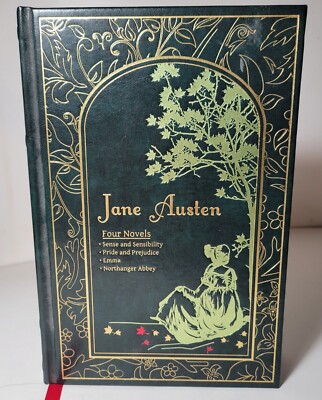 Jane Austen
Four Novels
• Sense and Sensibility
• Pride and Prejudice
• Emma
• Northanger Abbey